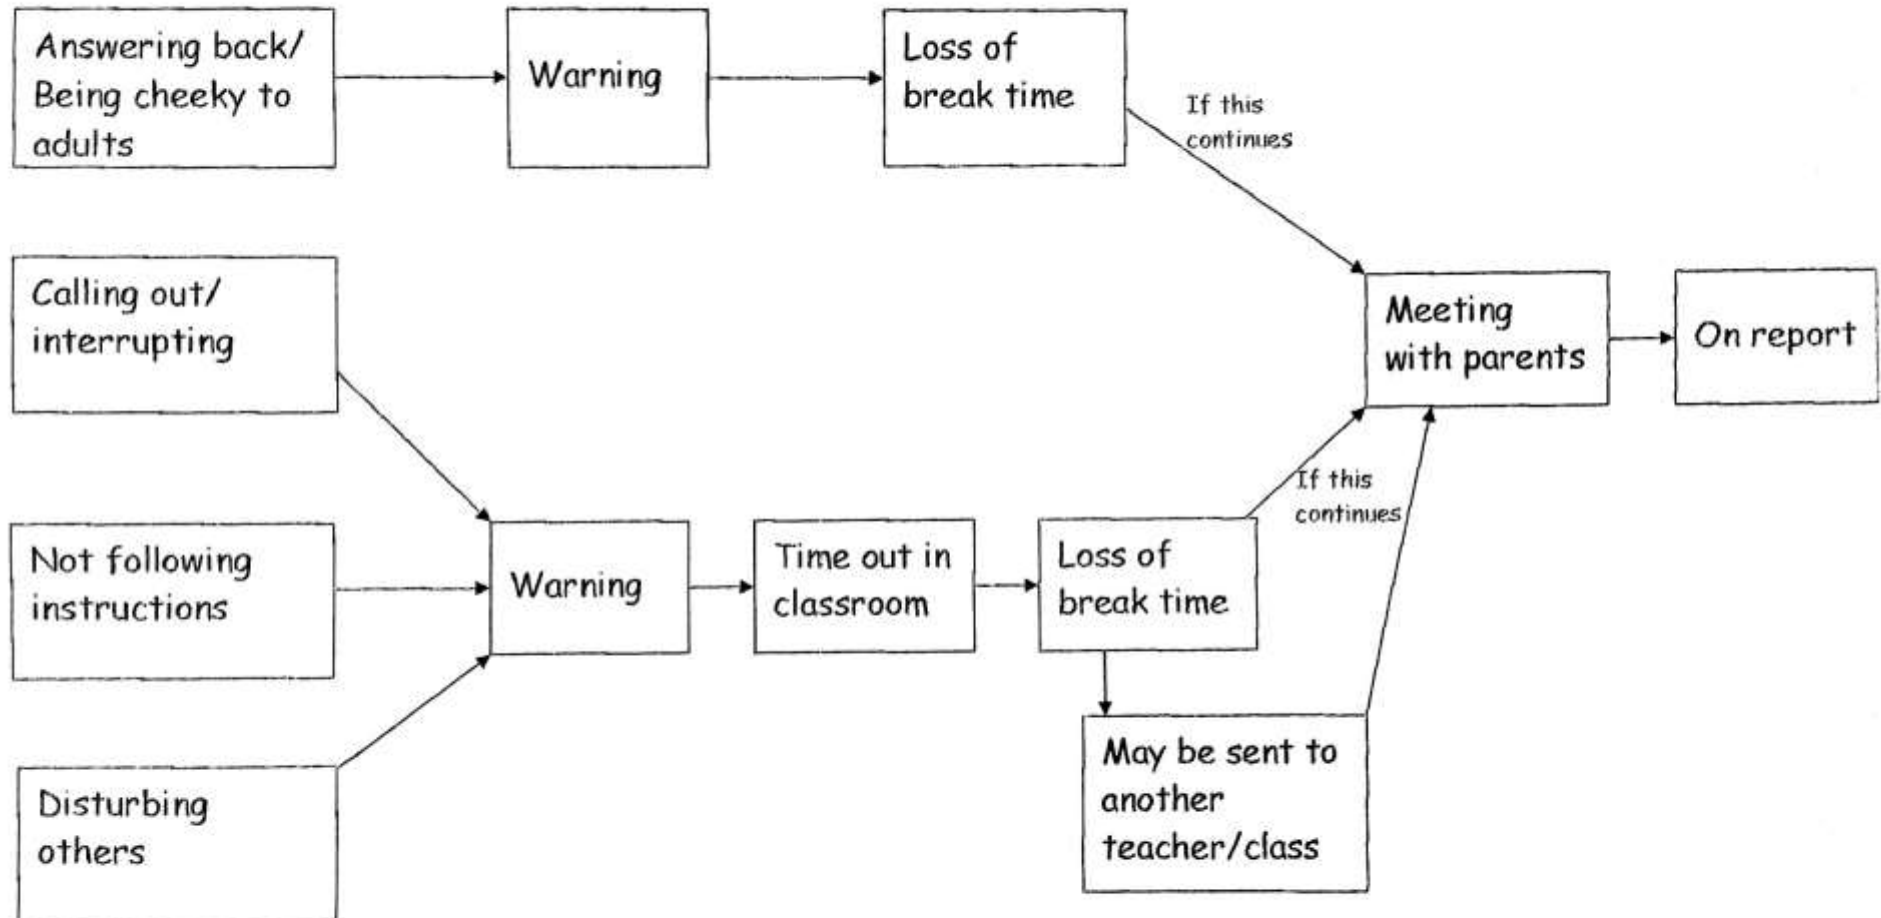 Answering back/
Being cheeky to
adults
Warning
Loss of
break time
If this
continues
Calling out/
interrupting
Meeting
with parents
On report
Not following
instructions
Warning
Time out in
classroom
Loss of
break time
If this
continues
May be sent to
another
teacher/class
Disturbing
others